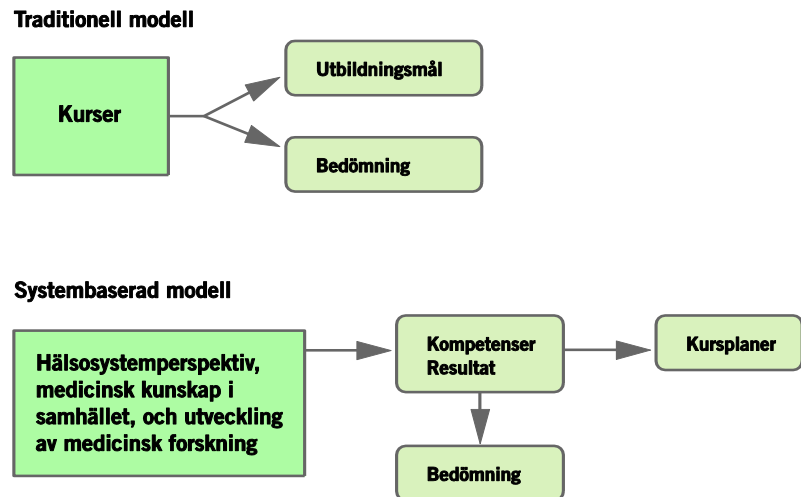 Traditionell modell
Kurser
Utbildningsmål
Bedömning
Systembaserad modell
Hälsosystemperspektiv,
medicinsk kunskap i
samhället, och utveckling
av medicinsk forskning
Kompetenser
Resultat
Kursplaner
Bedömning